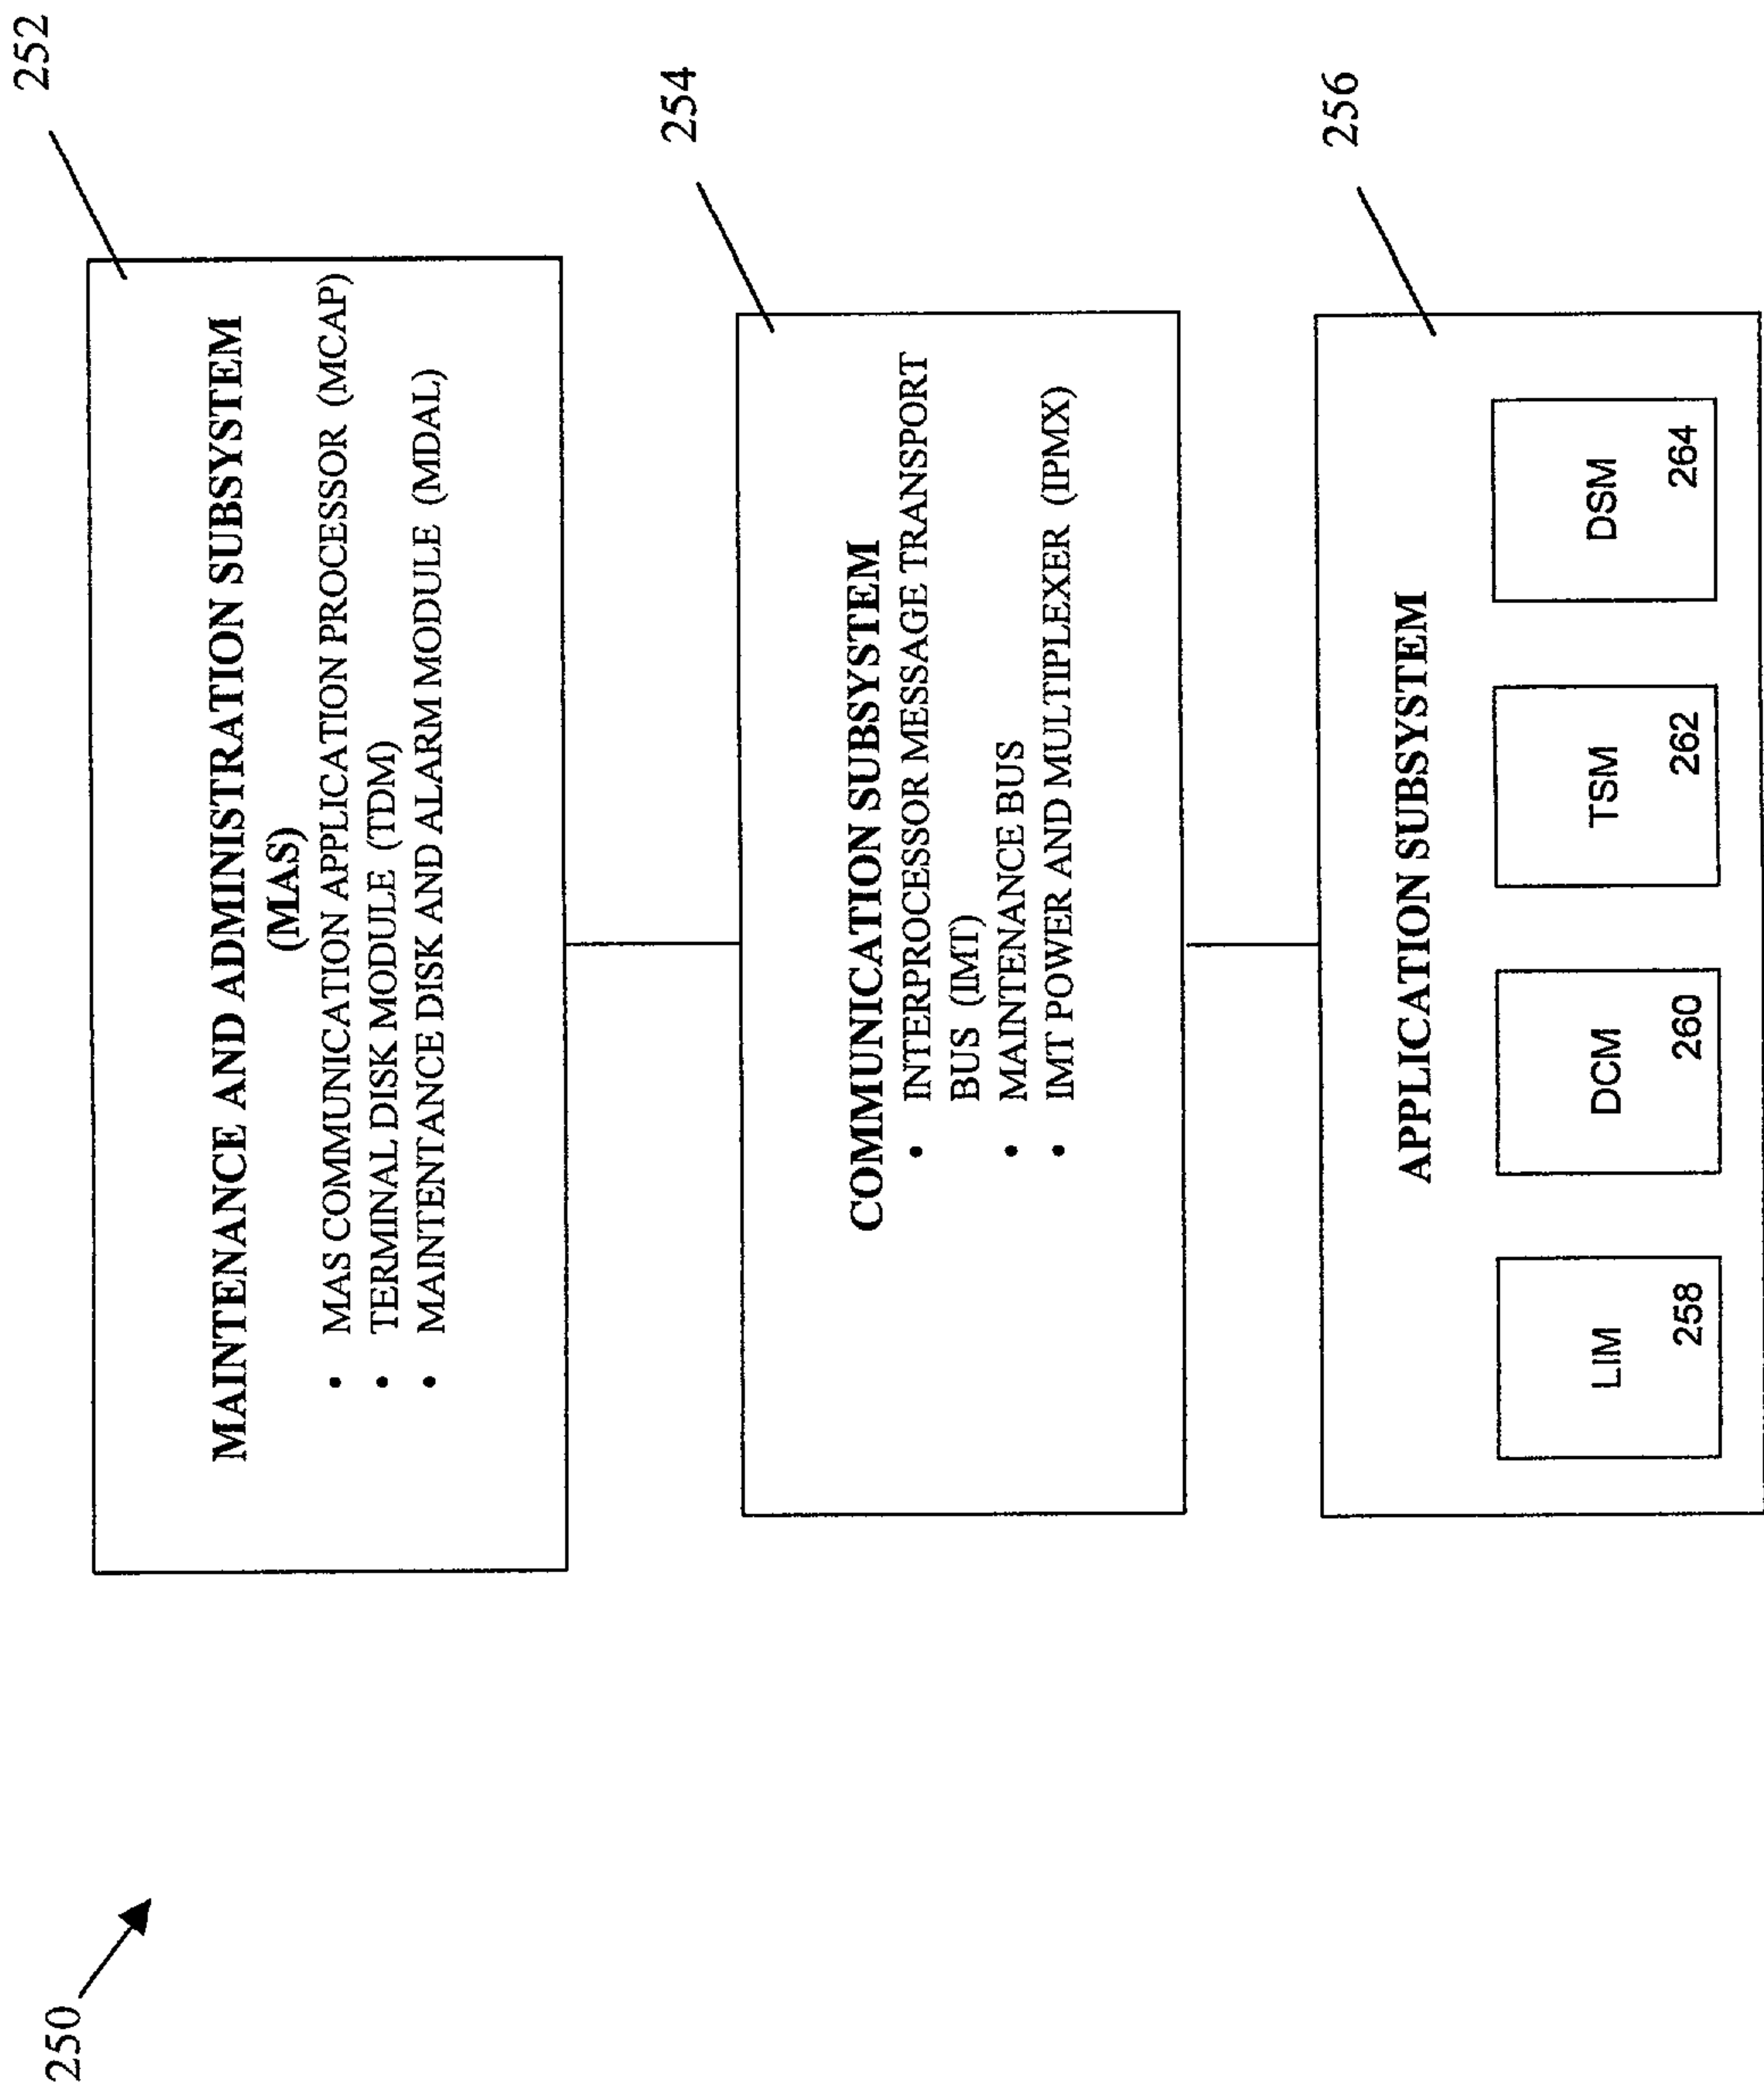 250
252
MAINTENANCE AND ADMINISTRATION SUBSYSTEM
(MAS)
• MAS COMMUNICATION APPLICATION PROCESSOR (MCAP)
• TERMINAL DISK MODULE (TDM)
• MAINTENTANCE DISK AND ALARM MODULE (MDAL)
254
COMMUNICATION SUBSYSTEM
• INTERPROCESSOR MESSAGE TRANSPORT
BUS (IMT)
• MAINTENANCE BUS
• IMT POWER AND MULTIPLEXER (IPMX)
256
APPLICATION SUBSYSTEM
LIM
258
DCM
260
TSM
262
DSM
264